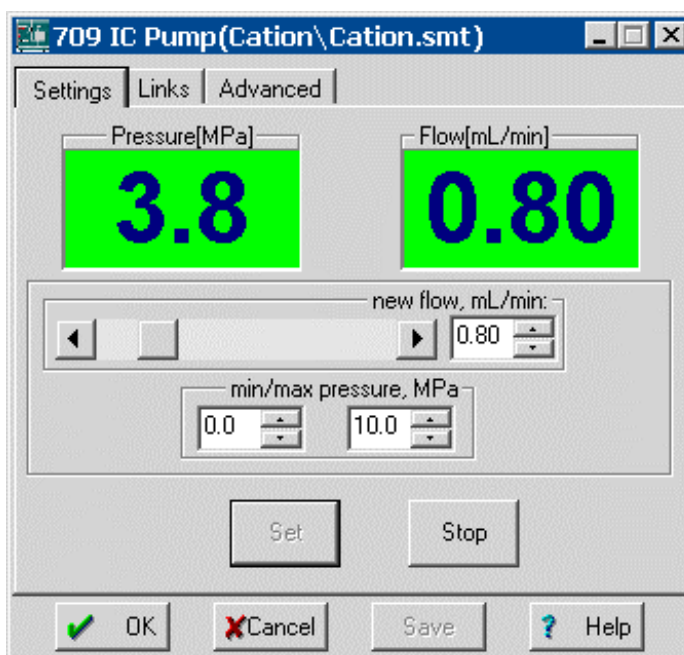 709 IC Pump(Cation\Cation.smt)
Settings Links Advanced
Pressure[MPa] Flow[mL/min]
3.8 0.80
new flow, mL/min:
0.80
min/max pressure, MPa
0.0 10.0
Set Stop
OK Cancel Save ? Help